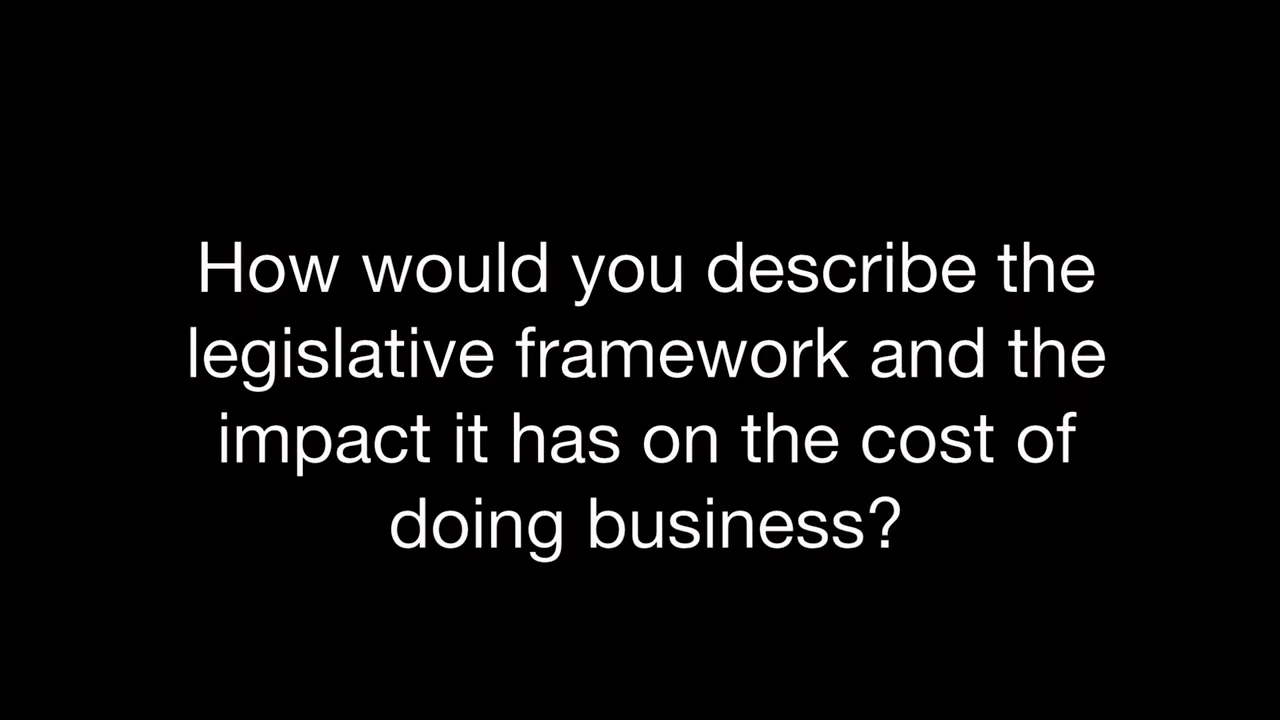 How would you describe the
legislative framework and the
impact it has on the cost of
doing business?